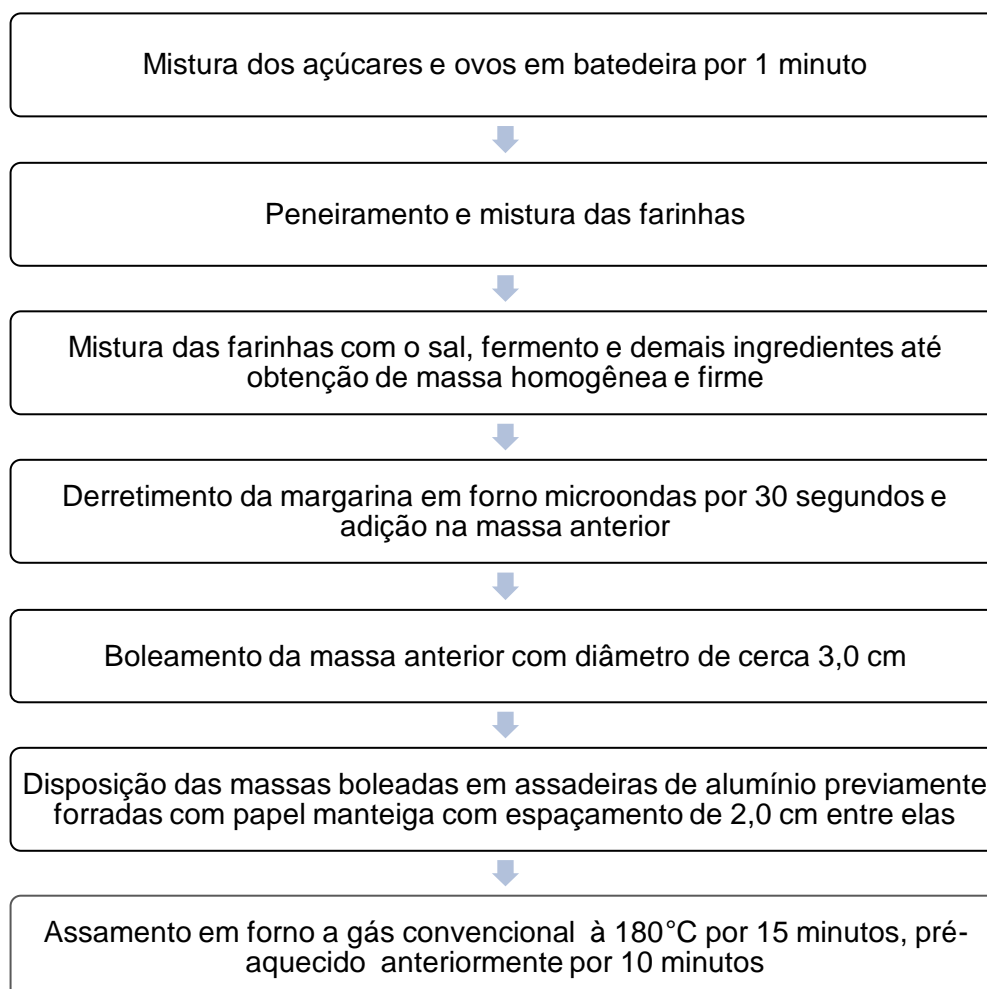 Mistura dos açúcares e ovos em batedeira por 1 minuto
Peneiramento e mistura das farinhas
Mistura das farinhas com o sal, fermento e demais ingredientes até
obtenção de massa homogênea e firme
Derretimento da margarina em forno microondas por 30 segundos e
adição na massa anterior
Boleamento da massa anterior com diâmetro de cerca 3,0 cm
Disposição das massas boleadas em assadeiras de alumínio previamente
forradas com papel manteiga com espaçamento de 2,0 cm entre elas
Assamento em forno a gás convencional à 180°C por 15 minutos, pré-
aquecido anteriormente por 10 minutos